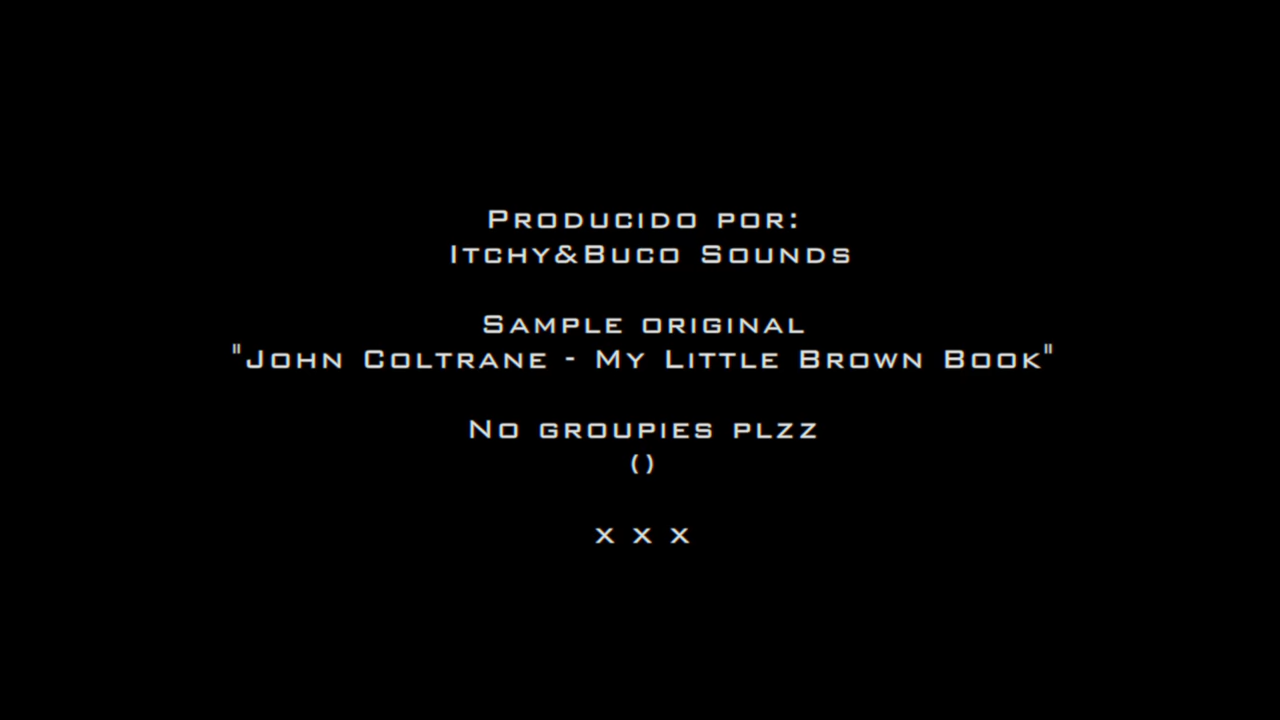 Producido por:
Itchy&Buco Sounds
Sample original
"John Coltrane - My Little Brown Book"
No groupies plzz
()
x x x